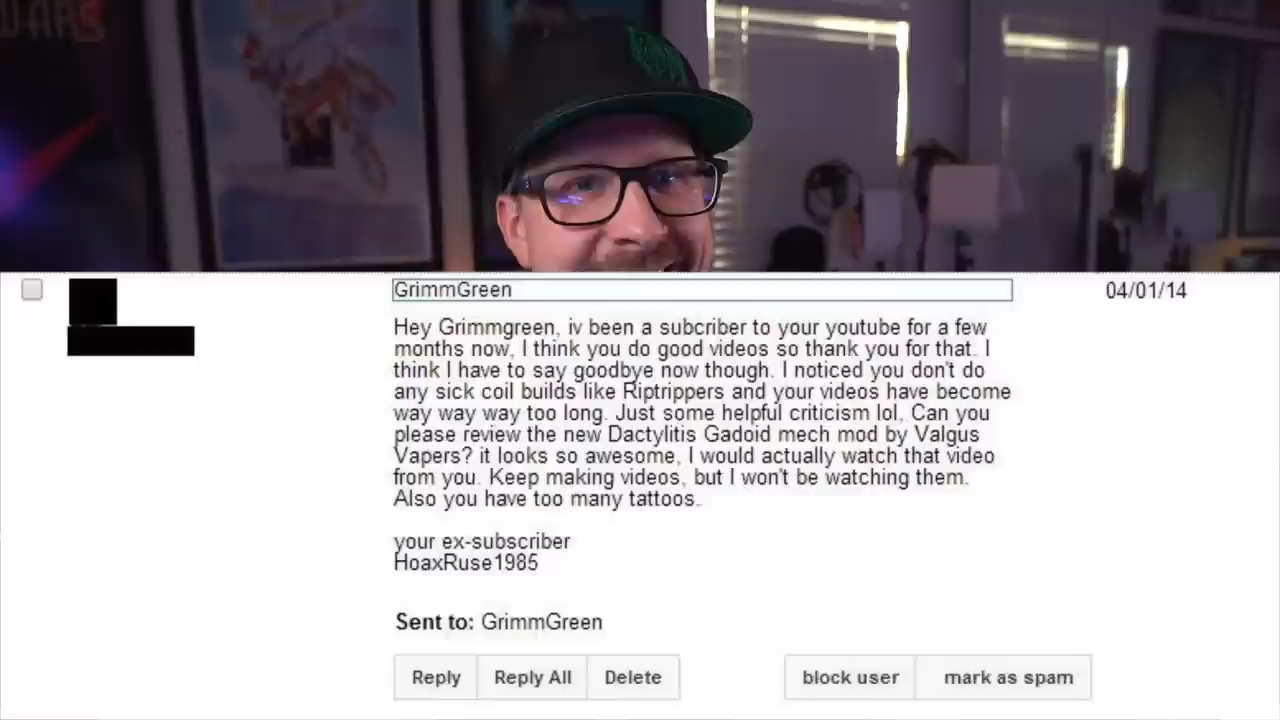 WARS
GrimmGreen
04/01/14
Hey Grimmgreen, iv been a subcriber to your youtube for a few
months now, I think you do good videos so thank you for that. I
think I have to say goodbye now though. I noticed you don't do
any sick coil builds like Riptrippers and your videos have become
way way way too long. Just some helpful criticism lol, Can you
please review the new Dactylitis Gadoid mech mod by Valgus
Vapers? it looks so awesome, I would actually watch that video
from you. Keep making videos, but I won't be watching them.
Also you have too many tattoos.
your ex-subscriber
HoaxRuse1985
Sent to: GrimmGreen
Reply Reply All Delete block user mark as spam